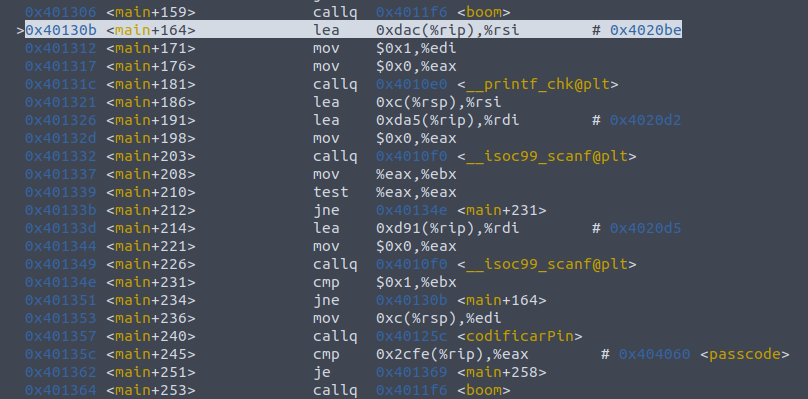 0x401306 <main+159> callq 0x4011f6 <boom>
>0x40130b <main+164> lea 0xdac(%rip),%rsi # 0x4020be
0x401312 <main+171> mov $0x1,%edi
0x401317 <main+176> mov $0x0,%eax
0x40131c <main+181> callq 0x4010e0 <__printf_chk@plt>
0x401321 <main+186> lea 0xc(%rsp),%rsi
0x401326 <main+191> lea 0xda5(%rip),%rdi # 0x4020d2
0x40132d <main+198> mov $0x0,%eax
0x401332 <main+203> callq 0x4010f0 <__isoc99_scanf@plt>
0x401337 <main+208> mov %eax,%ebx
0x401339 <main+210> test %eax,%eax
0x40133b <main+212> jne 0x40134e <main+231>
0x40133d <main+214> lea 0xd91(%rip),%rdi # 0x4020d5
0x401344 <main+221> mov $0x0,%eax
0x401349 <main+226> callq 0x4010f0 <__isoc99_scanf@plt>
0x40134e <main+231> cmp $0x1,%ebx
0x401351 <main+234> jne 0x40130b <main+164>
0x401353 <main+236> mov 0xc(%rsp),%edi
0x401357 <main+240> callq 0x40125c <codificarPin>
0x40135c <main+245> cmp 0x2cfe(%rip),%eax # 0x404060 <passcode>
0x401362 <main+251> je 0x401369 <main+258>
0x401364 <main+253> callq 0x4011f6 <boom>